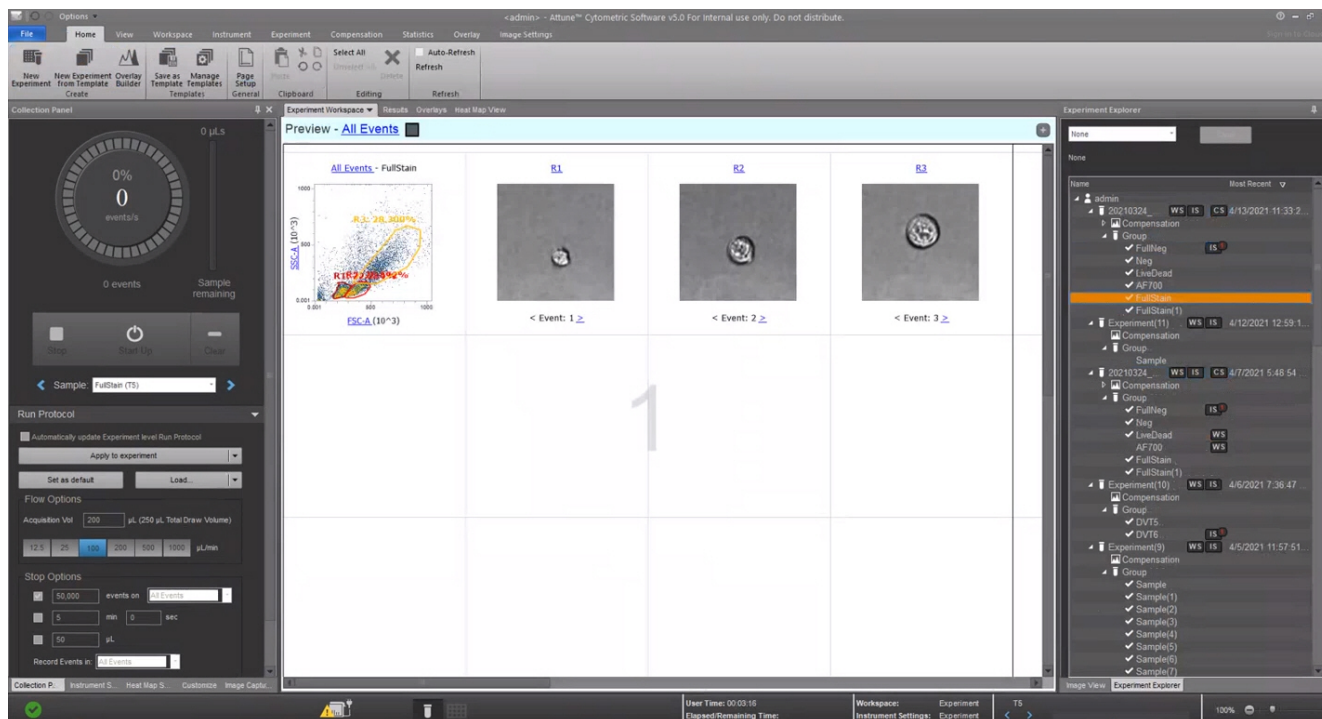 Options
<admin> - Attune™ Cytometric Software v5.0 For Internal use only. Do not distribute.
File Home View Workspace Instrument Experiment Compensation Statistics Overlay Image Settings
New Experiment
New Experiment from Template
Overlay Builder
Save as Template
Manage Templates
Page Setup
Paste
Select All
Unselect All
Delete
Auto-Refresh
Refresh
Create Templates General Clipboard Editing Refresh
Collection Panel
0 µLs
0%
0
events/s
0 events
Sample remaining
Stop Start Up Clear
Sample: FullStain (T5)
Run Protocol
Automatically update Experiment level Run Protocol
Apply to experiment
Set as default Load...
Flow Options
Acquisition Vol 200 µL (250 µL Total Draw Volume)
12.5 25 100 200 500 1000 µL/min
Stop Options
50,000 events on All Events
5 min 0 sec
50 µL
Record Events in: All Events
Collection P... Instrument S... Heat Map S... Customize Image Captu...
Experiment Workspace Results Overlays Heat Map View
Preview - All Events
All Events - FullStain
1000
500
0.001
SSC-A (10^3)
0.001 500 1000
FSC-A (10^3)
R1
< Event: 1 >
R2
< Event: 2 >
R3
< Event: 3 >
1
Experiment Explorer
None
None
Name Most Recent
admin
20210324_ WS IS CS 4/13/2021 11:33:2...
Compensation
Group
FullNeg IS
Neg
LiveDead
AF700
FullStain
FullStain(1)
Experiment(11) WS IS 4/12/2021 12:59:1...
Compensation
Group
Sample
20210324_... WS IS CS 4/7/2021 5:48:54 ...
Compensation
Group
FullNeg IS
Neg
LiveDead WS
AF700 WS
FullStain
FullStain(1)
Experiment(10) WS IS 4/6/2021 7:36:47 ...
Compensation
Group
DVT5
DVT6 IS
Experiment(9) WS IS 4/5/2021 11:57:51...
Compensation
Group
Sample
Sample(1)
Sample(2)
Sample(3)
Sample(4)
Sample(5)
Sample(6)
Sample(7)
Image View Experiment Explorer
User Time: 00:03:16
Elapsed/Remaining Time:
Workspace: Experiment
Instrument Settings: Experiment
T5
100%